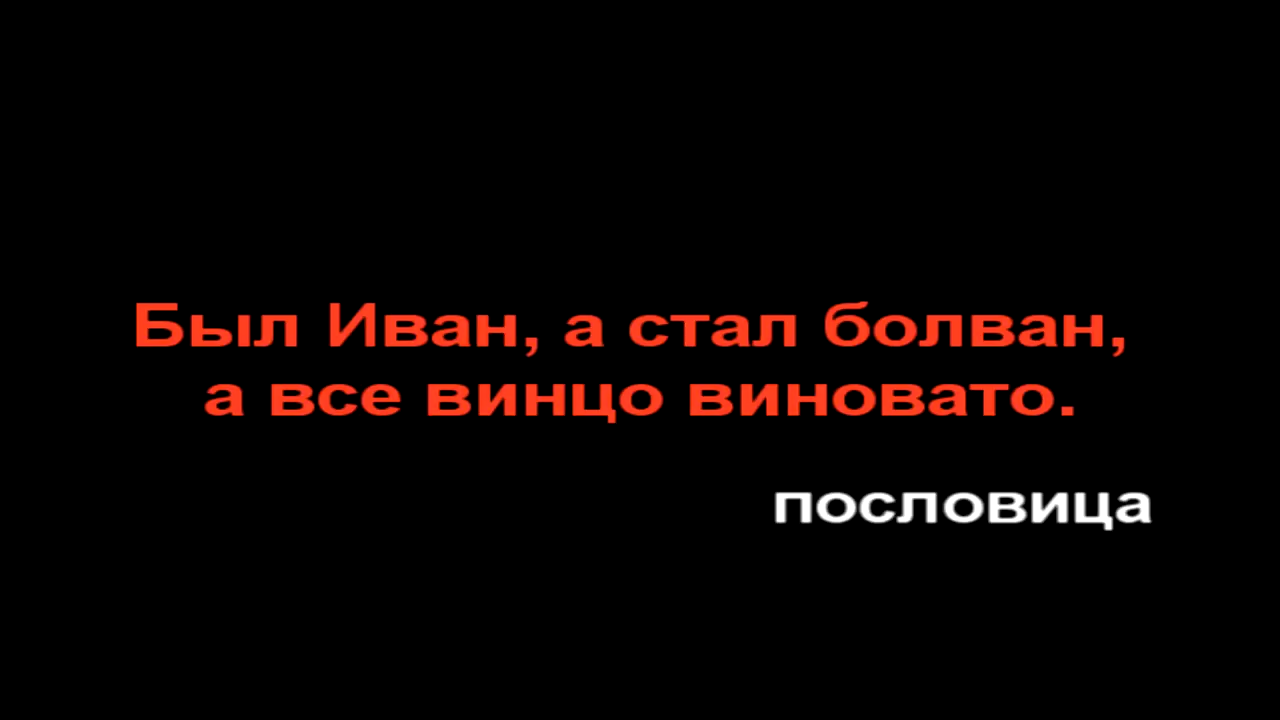 Был Иван, а стал болван,
а все винцо виновато.
пословица